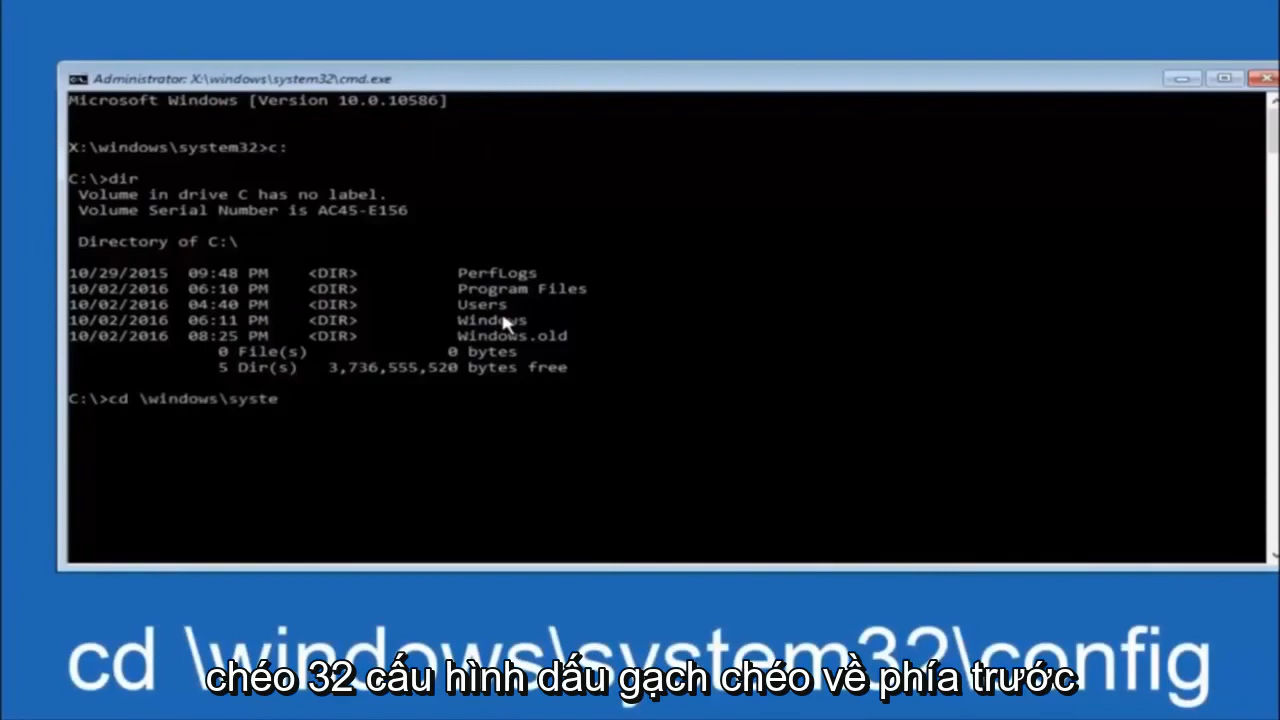 Administrator: X:\windows\system32\cmd.exe
Microsoft Windows [Version 10.0.10586]
X:\windows\system32>c:
C:\>dir
Volume in drive C has no label.
Volume Serial Number is AC45-E156
Directory of C:\
10/29/2015 09:48 PM <DIR> PerfLogs
10/02/2016 06:10 PM <DIR> Program Files
10/02/2016 04:40 PM <DIR> Users
10/02/2016 06:11 PM <DIR> Windows
10/02/2016 08:25 PM <DIR> Windows.old
0 File(s) 0 bytes
5 Dir(s) 3,736,555,520 bytes free
C:\>cd \windows\syste
cd \windows\system32\config
chéo 32 cấu hình dấu gạch chéo về phía trước